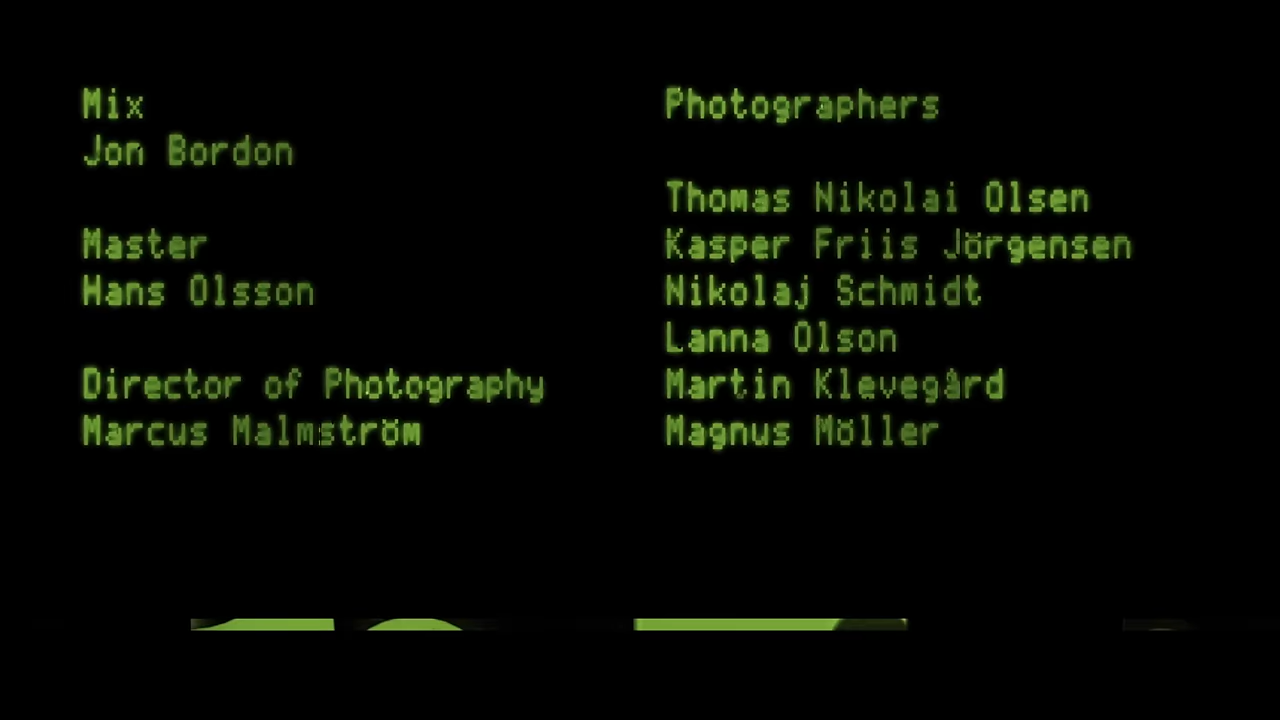 Mix
Jon Bordon
Master
Hans Olsson
Director of Photography
Marcus Malmström
Photographers
Thomas Nikolai Olsen
Kasper Friis Jörgensen
Nikolaj Schmidt
Lanna Olson
Martin Klevegård
Magnus Möller